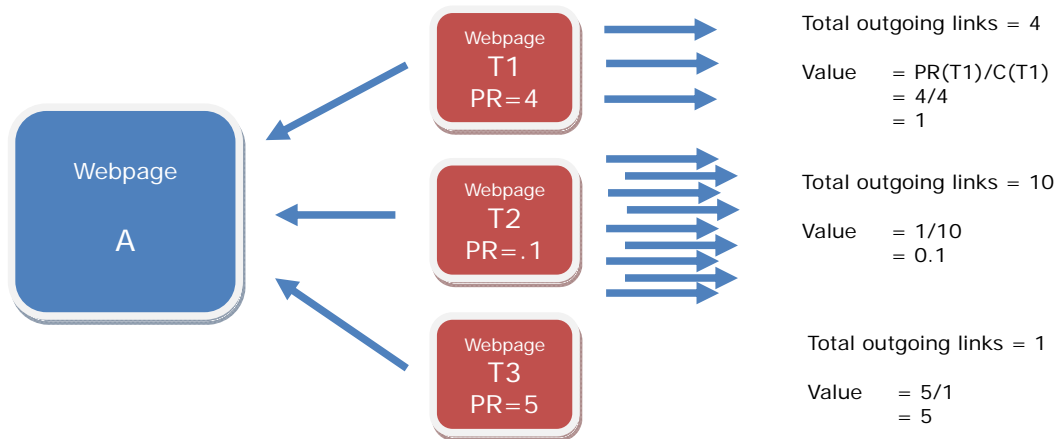 Webpage
A
Webpage
T1
PR=4
Total outgoing links = 4
Value = PR(T1)/C(T1)
= 4/4
= 1
Webpage
T2
PR=.1
Total outgoing links = 10
Value = 1/10
= 0.1
Webpage
T3
PR=5
Total outgoing links = 1
Value = 5/1
= 5